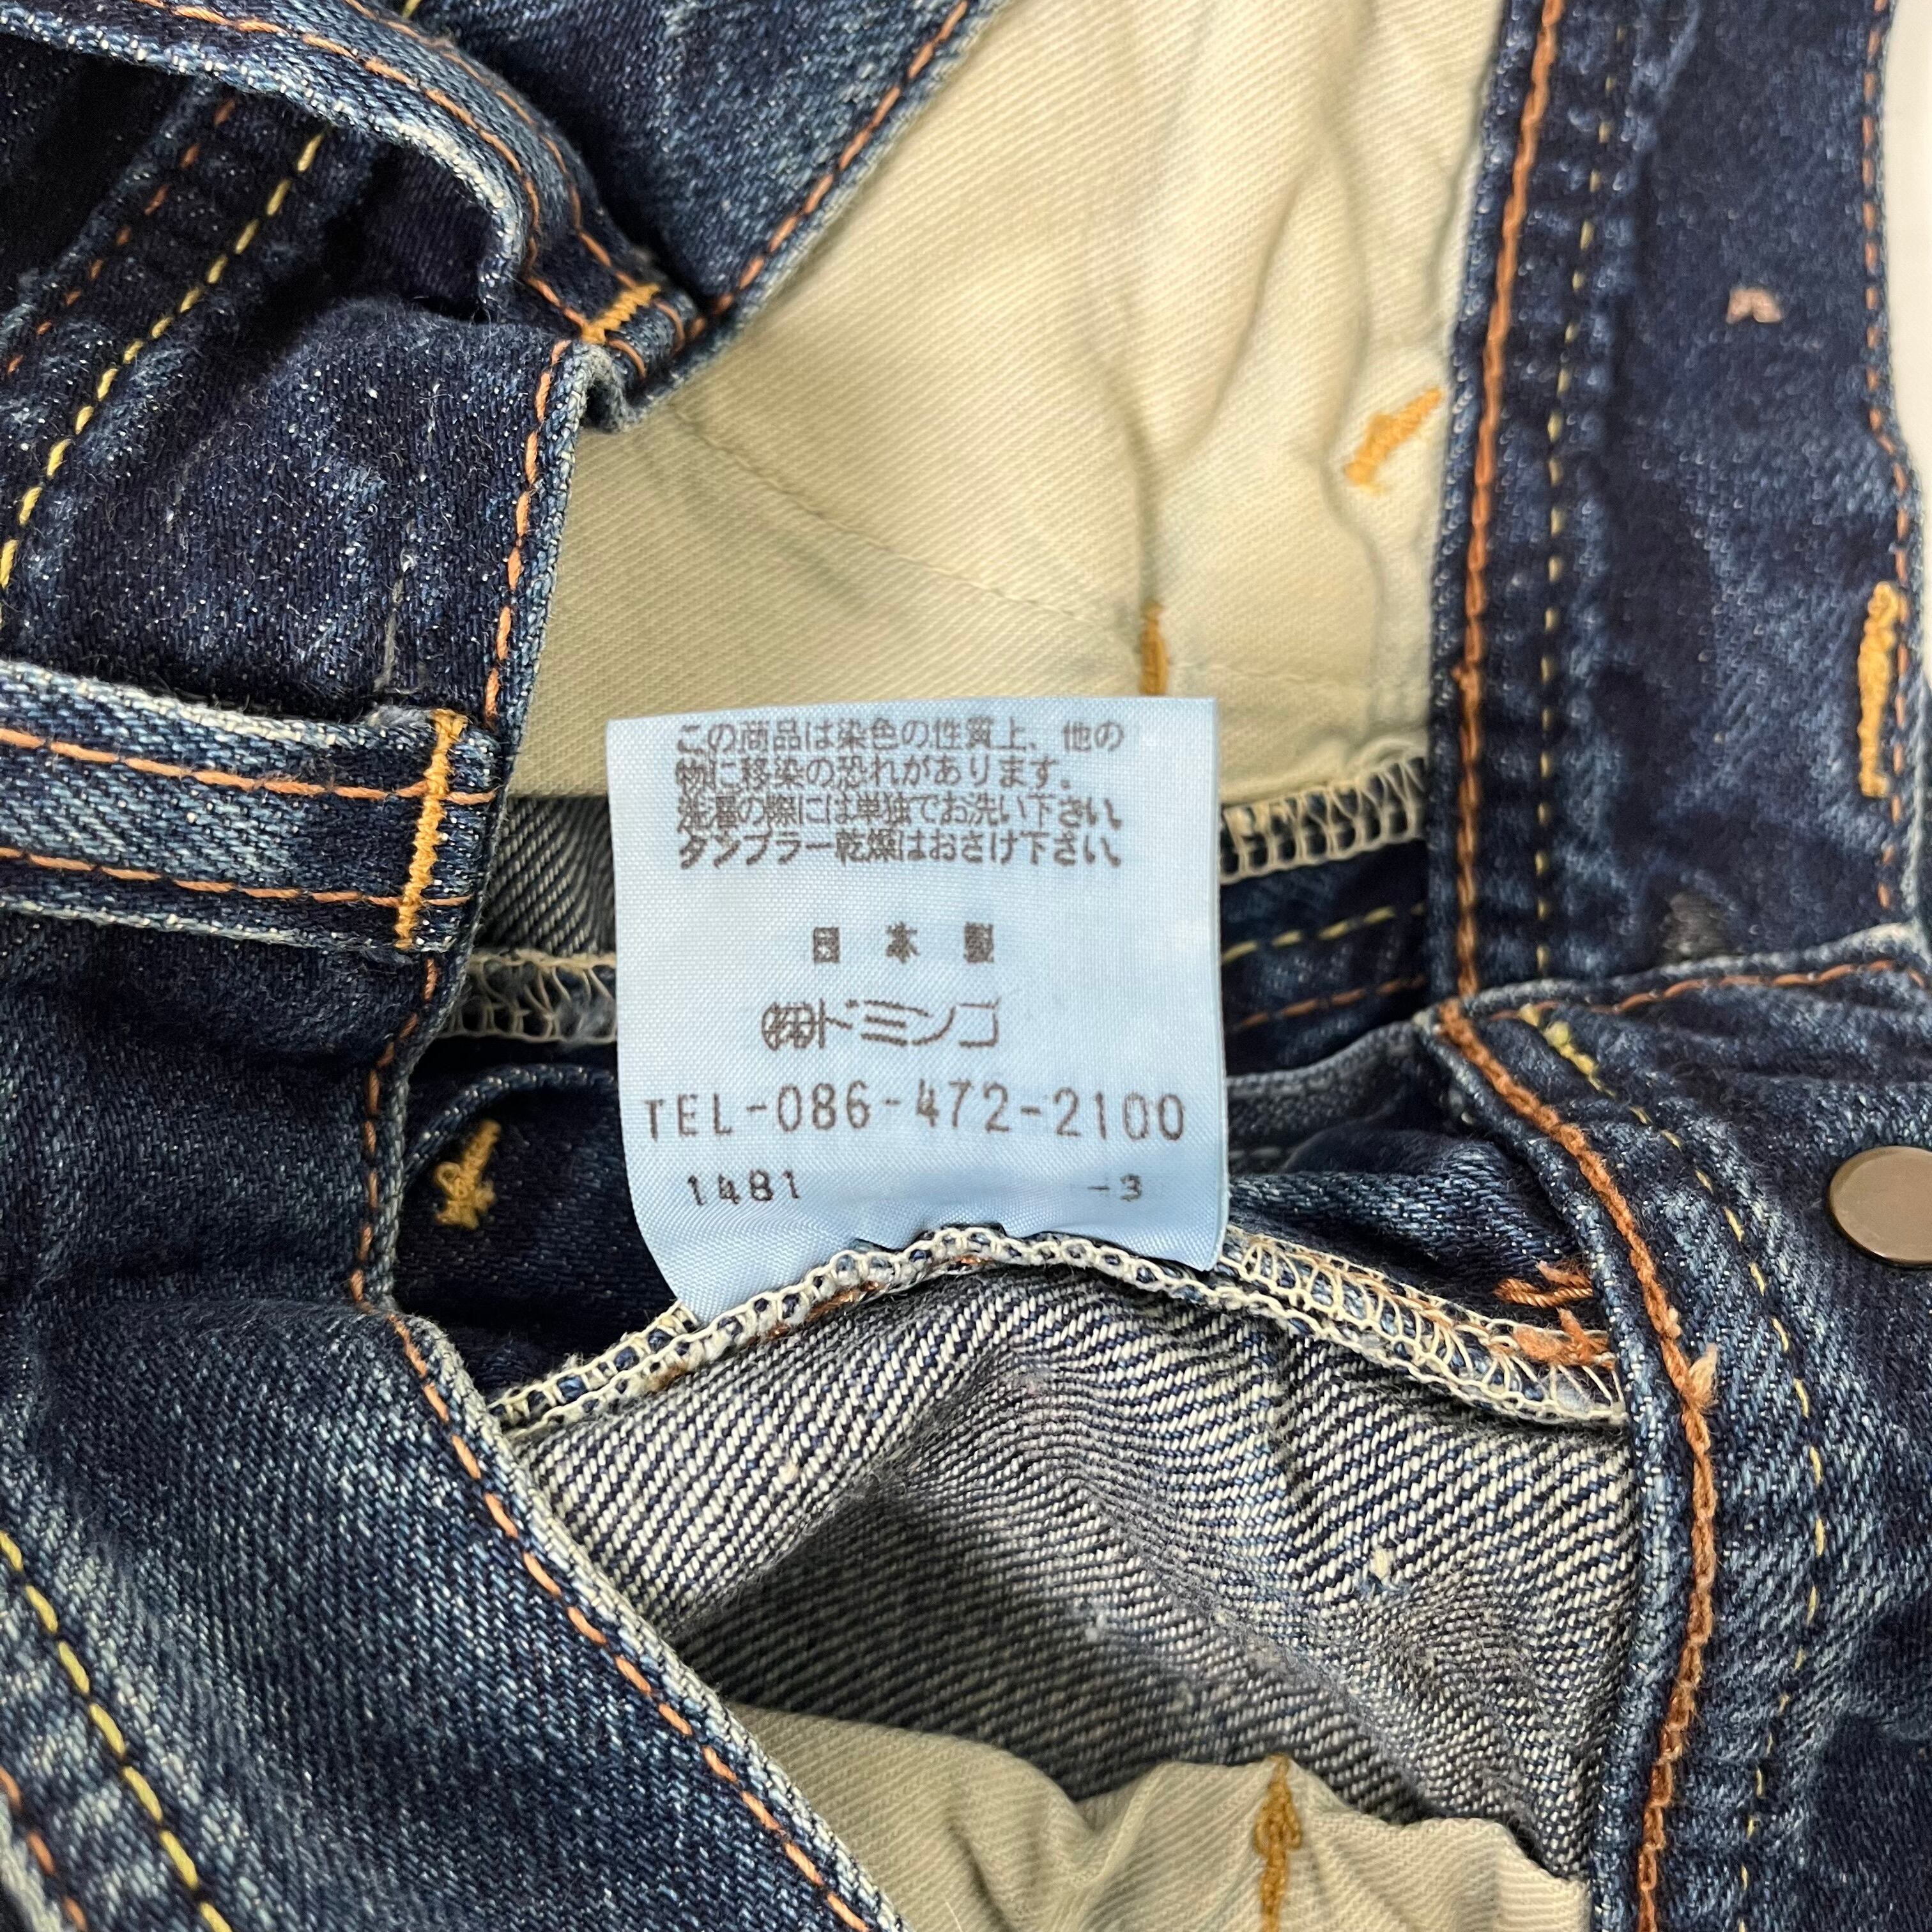 この商品は染色の性質上、他の
物に移染の恐れがあります。
洗濯の際には単独でお洗い下さい。
タンブラー乾燥はおさけ下さい。
日本製
㈱ドミンゴ
TEL-086-472-2100
1481 -3